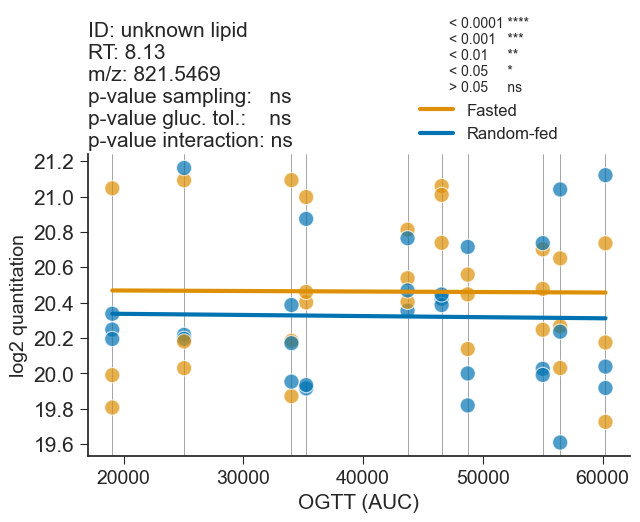 ID: unknown lipid
RT: 8.13
m/z: 821.5469
p-value sampling: ns
p-value gluc. tol.: ns
p-value interaction: ns
< 0.0001 ****
< 0.001 ***
< 0.01 **
< 0.05 *
> 0.05 ns
Fasted
Random-fed
21.2
21.0
20.8
20.6
20.4
20.2
20.0
19.8
19.6
log2 quantitation
20000
30000
40000
50000
60000
OGTT (AUC)